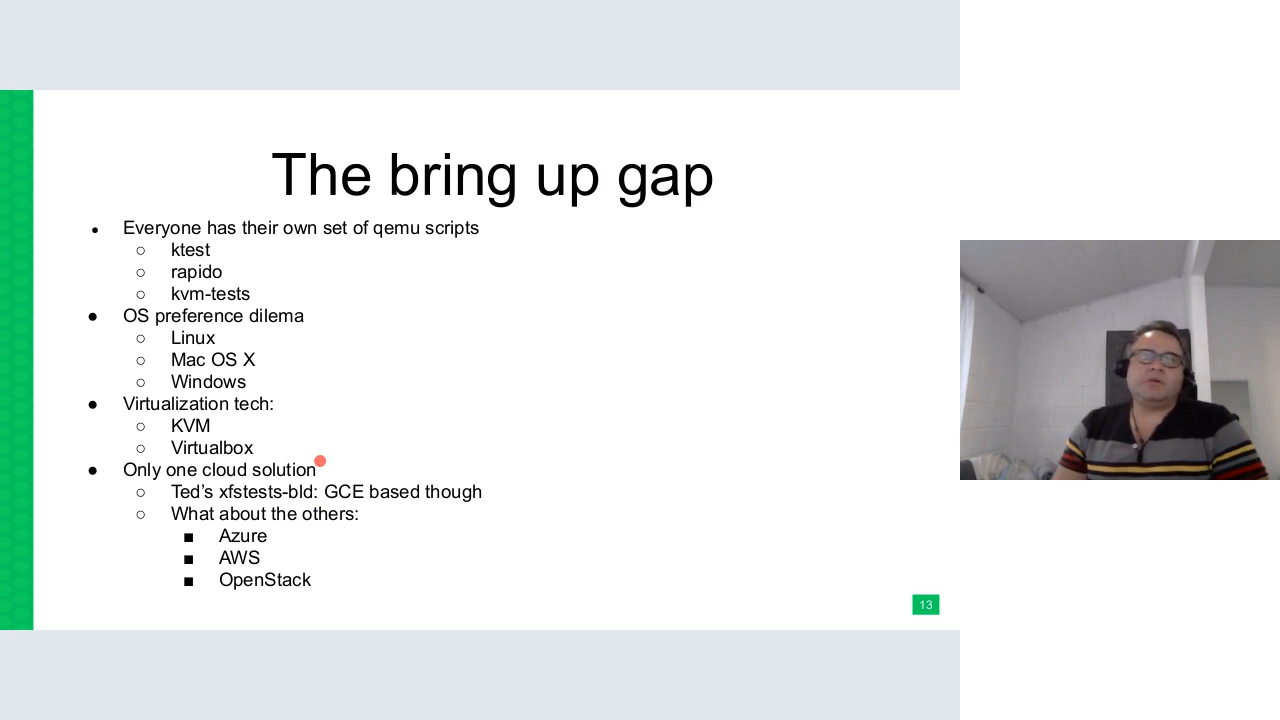 The bring up gap
● Everyone has their own set of qemu scripts
○ ktest
○ rapido
○ kvm-tests
● OS preference dilema
○ Linux
○ Mac OS X
○ Windows
● Virtualization tech:
○ KVM
○ Virtualbox
● Only one cloud solution
○ Ted’s xfstests-bld: GCE based though
○ What about the others:
■ Azure
■ AWS
■ OpenStack
13